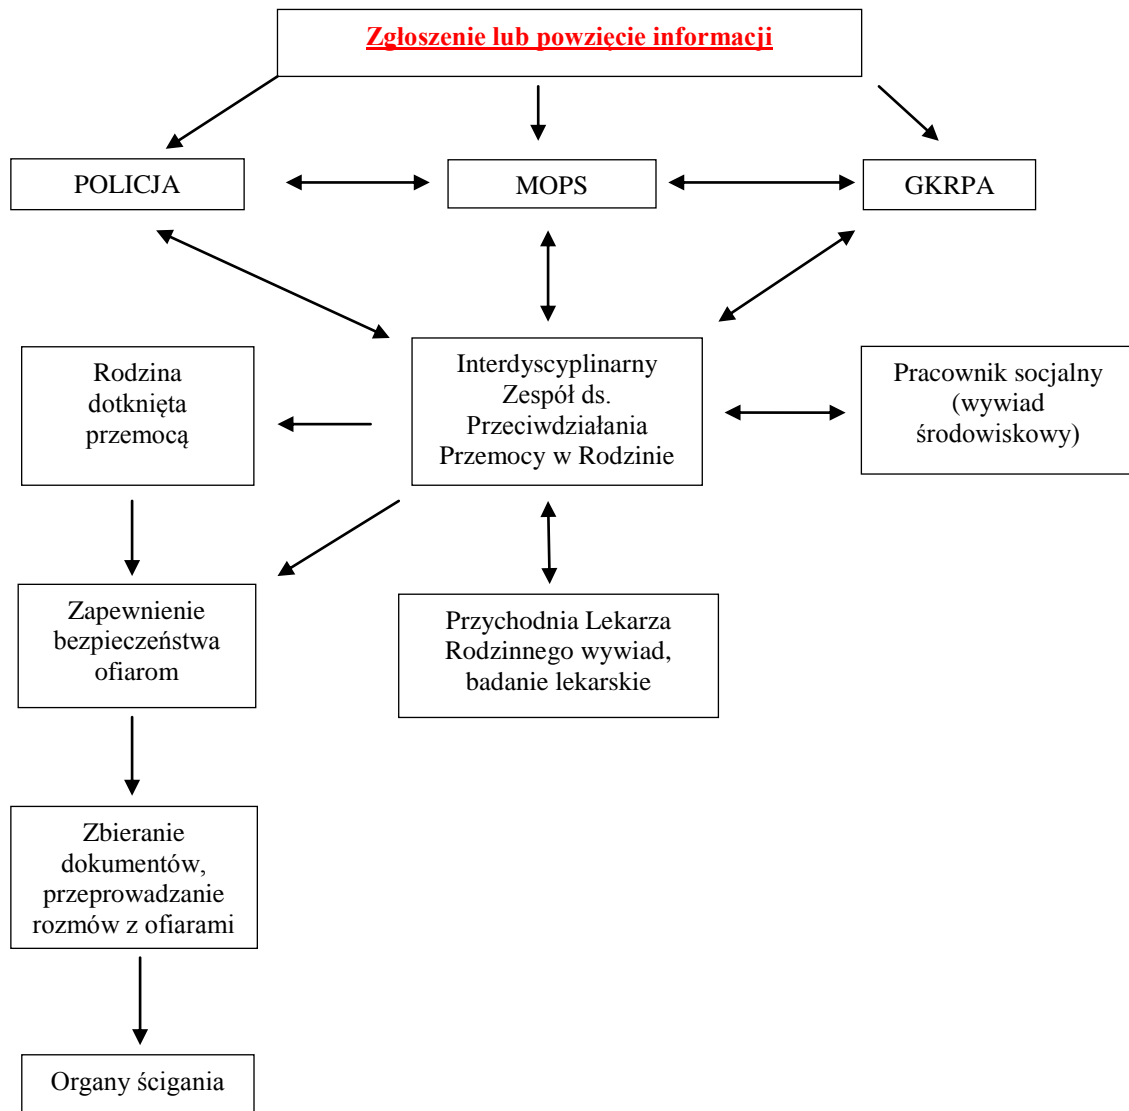 Zgłoszenie lub powzięcie informacji
POLICJA
MOPS
GKRPA
Rodzina
dotknięta
przemocą
Interdyscyplinarny
Zespół ds.
Przeciwdziałania
Przemocy w Rodzinie
Pracownik socjalny
(wywiad
środowiskowy)
Zapewnienie
bezpieczeństwa
ofiarom
Przychodnia Lekarza
Rodzinnego wywiad,
badanie lekarskie
Zbieranie
dokumentów,
przeprowadzanie
rozmów z ofiarami
Organy ścigania